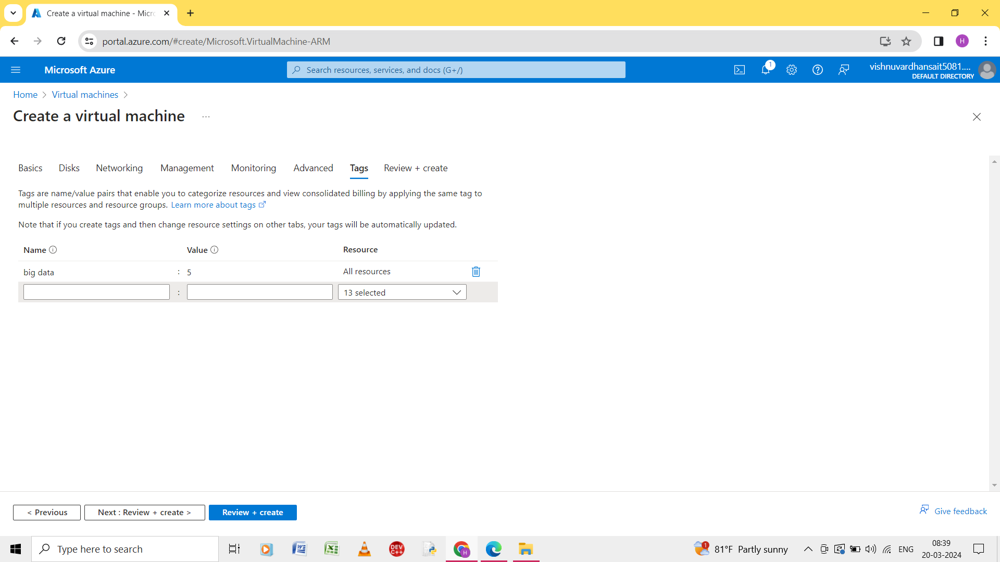 Create a virtual machine - Micro
portal.azure.com/#create/Microsoft.VirtualMachine-ARM
H
Microsoft Azure
Search resources, services, and docs (G+/)
1
vishnuvardhansait5081....
DEFAULT DIRECTORY
Home > Virtual machines >
Create a virtual machine ...
Basics Disks Networking Management Monitoring Advanced Tags Review + create
Tags are name/value pairs that enable you to categorize resources and view consolidated billing by applying the same tag to
multiple resources and resource groups. Learn more about tags
Note that if you create tags and then change resource settings on other tabs, your tags will be automatically updated.
Name Value Resource
big data : 5 All resources
: 13 selected
< Previous Next : Review + create > Review + create
Give feedback
Type here to search
DEV C++
H
1
81°F Partly sunny
ENG
08:39
20-03-2024